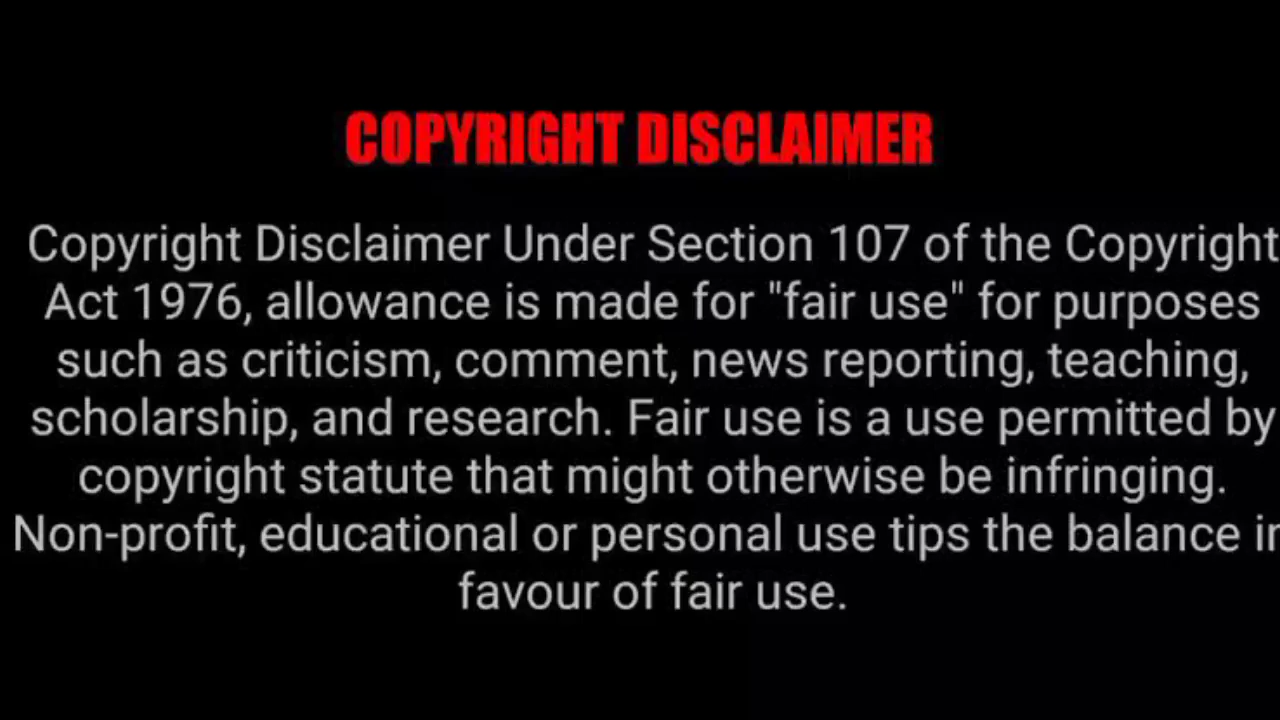 COPYRIGHT DISCLAIMER
Copyright Disclaimer Under Section 107 of the Copyright
Act 1976, allowance is made for "fair use" for purposes
such as criticism, comment, news reporting, teaching,
scholarship, and research. Fair use is a use permitted by
copyright statute that might otherwise be infringing.
Non-profit, educational or personal use tips the balance in
favour of fair use.